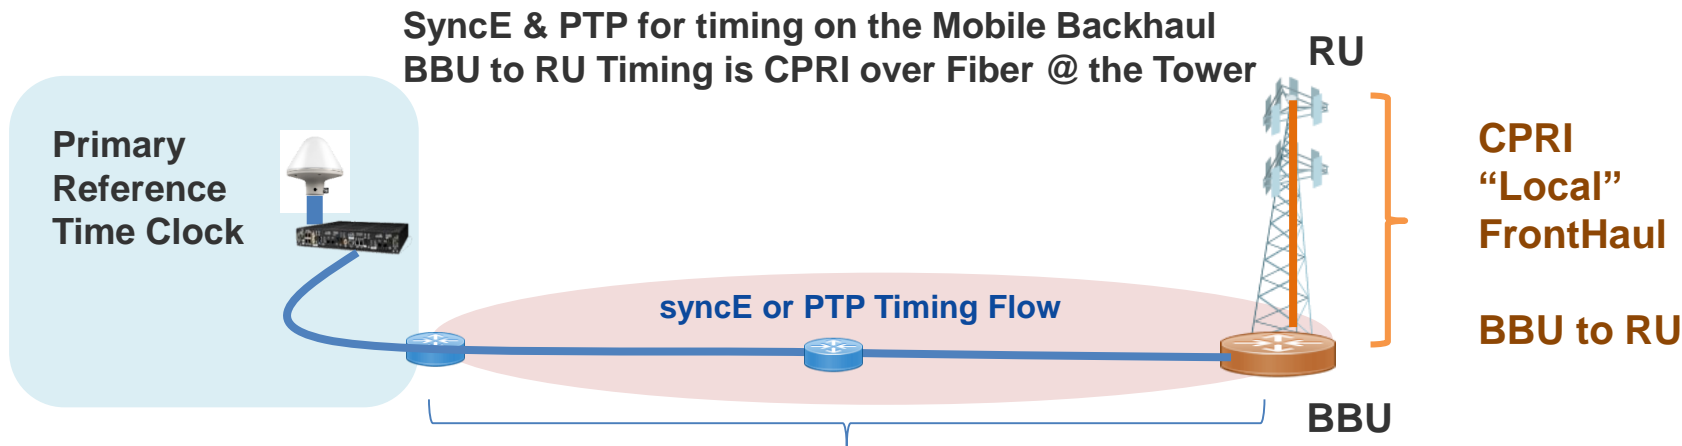 SyncE & PTP for timing on the Mobile Backhaul
BBU to RU Timing is CPRI over Fiber @ the Tower
RU
Primary
Reference
Time Clock
CPRI
“Local”
FrontHaul
syncE or PTP Timing Flow
BBU to RU
BBU